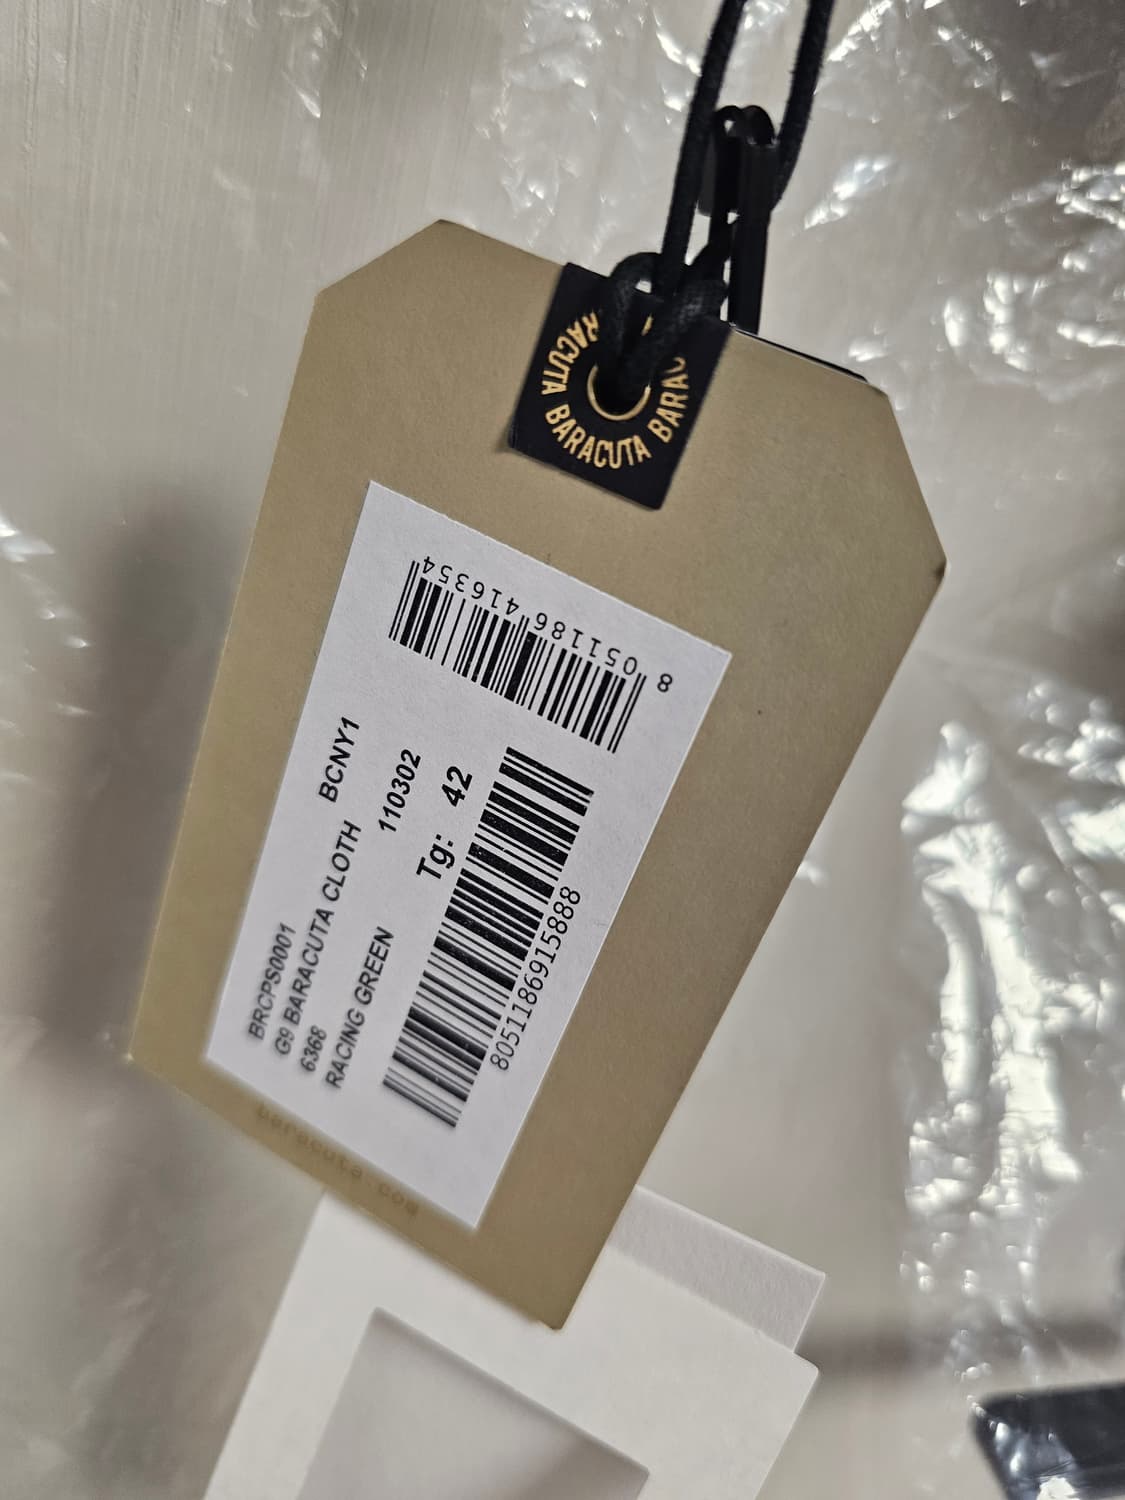 BARACUTA BARACUTA BARACUTA
8 051186 416354
BRCPS0001
G9 BARACUTA CLOTH BCNY1
6368 110302
RACING GREEN Tg: 42
8051186915888
baracuta.com